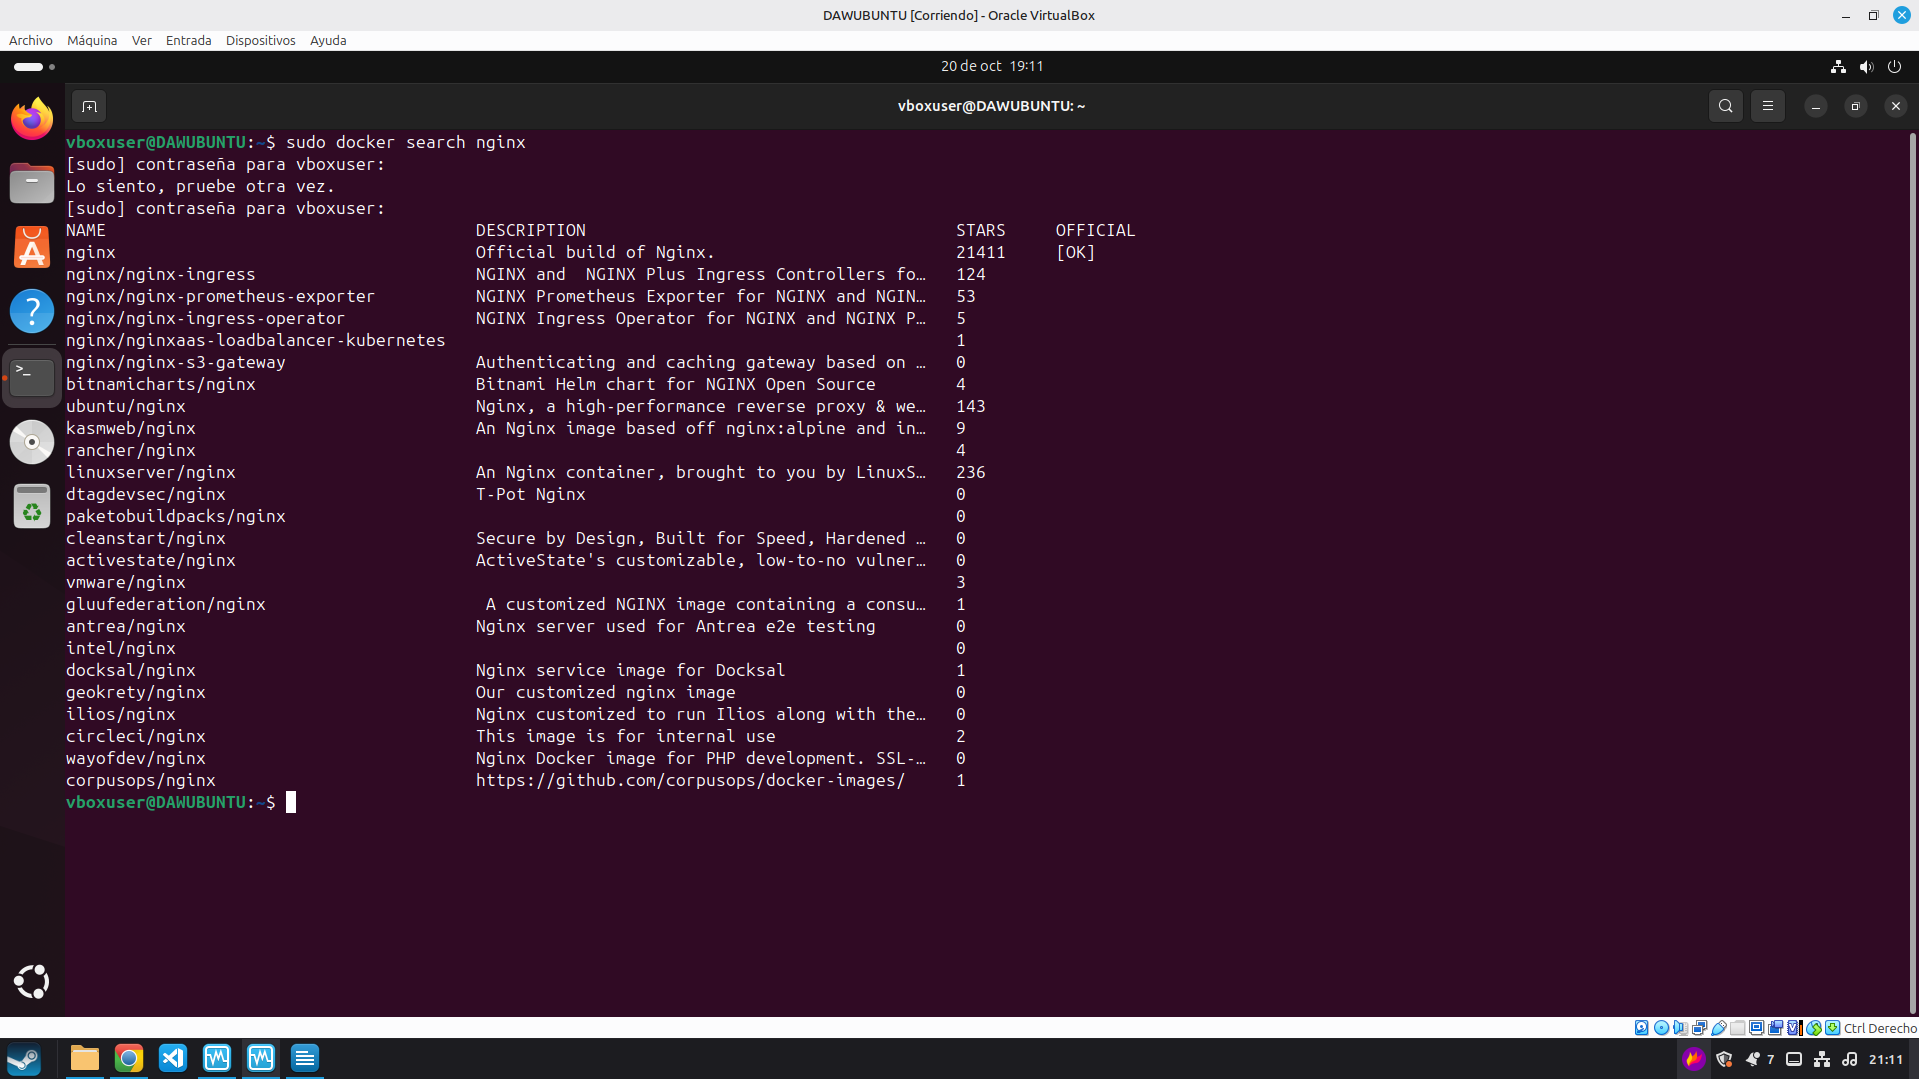 DAWUBUNTU [Corriendo] - Oracle VirtualBox
Archivo Máquina Ver Entrada Dispositivos Ayuda
20 de oct 19:11
vboxuser@DAWUBUNTU: ~
vboxuser@DAWUBUNTU:~$ sudo docker search nginx
[sudo] contraseña para vboxuser:
Lo siento, pruebe otra vez.
[sudo] contraseña para vboxuser:
NAME DESCRIPTION STARS OFFICIAL
nginx Official build of Nginx. 21411 [OK]
nginx/nginx-ingress NGINX and  NGINX Plus Ingress Controllers fo… 124
nginx/nginx-prometheus-exporter NGINX Prometheus Exporter for NGINX and NGIN… 53
nginx/nginx-ingress-operator NGINX Ingress Operator for NGINX and NGINX P… 5
nginx/nginxaas-loadbalancer-kubernetes 1
nginx/nginx-s3-gateway Authenticating and caching gateway based on … 0
bitnamicharts/nginx Bitnami Helm chart for NGINX Open Source 4
ubuntu/nginx Nginx, a high-performance reverse proxy & we… 143
kasmweb/nginx An Nginx image based off nginx:alpine and in… 9
rancher/nginx 4
linuxserver/nginx An Nginx container, brought to you by LinuxS… 236
dtagdevsec/nginx T-Pot Nginx 0
paketobuildpacks/nginx 0
cleanstart/nginx Secure by Design, Built for Speed, Hardened … 0
activestate/nginx ActiveState's customizable, low-to-no vulner… 0
vmware/nginx 3
gluufederation/nginx A customized NGINX image containing a consu… 1
antrea/nginx Nginx server used for Antrea e2e testing 0
intel/nginx 0
docksal/nginx Nginx service image for Docksal 1
geokrety/nginx Our customized nginx image 0
ilios/nginx Nginx customized to run Ilios along with the… 0
circleci/nginx This image is for internal use 2
wayofdev/nginx Nginx Docker image for PHP development. SSL-… 0
corpusops/nginx https://github.com/corpusops/docker-images/ 1
vboxuser@DAWUBUNTU:~$
Ctrl Derecho
7 21:11